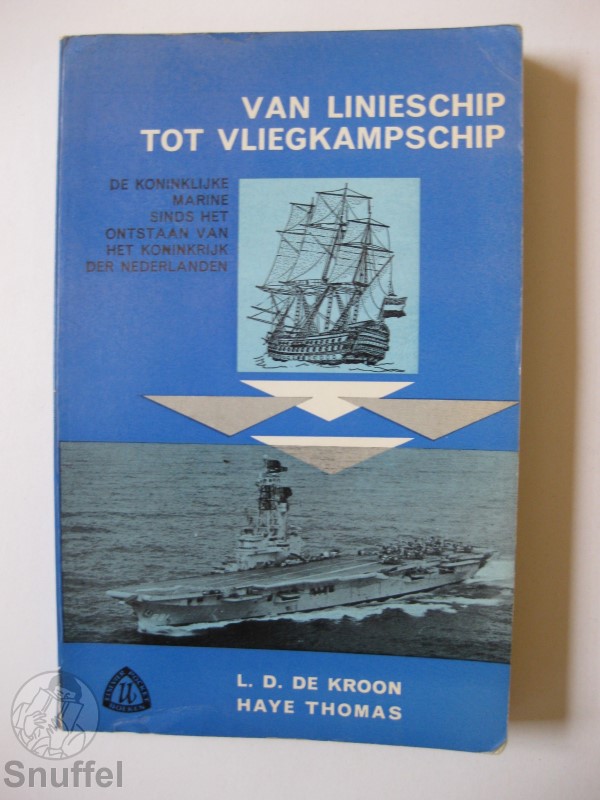 VAN LINIESCHIP
TOT VLIEGKAMPSCHIP
DE KONINKLIJKE
MARINE
SINDS HET
ONTSTAAN VAN
HET KONINKRIJK
DER NEDERLANDEN
L. D. DE KROON
HAYE THOMAS
U
Snuffel